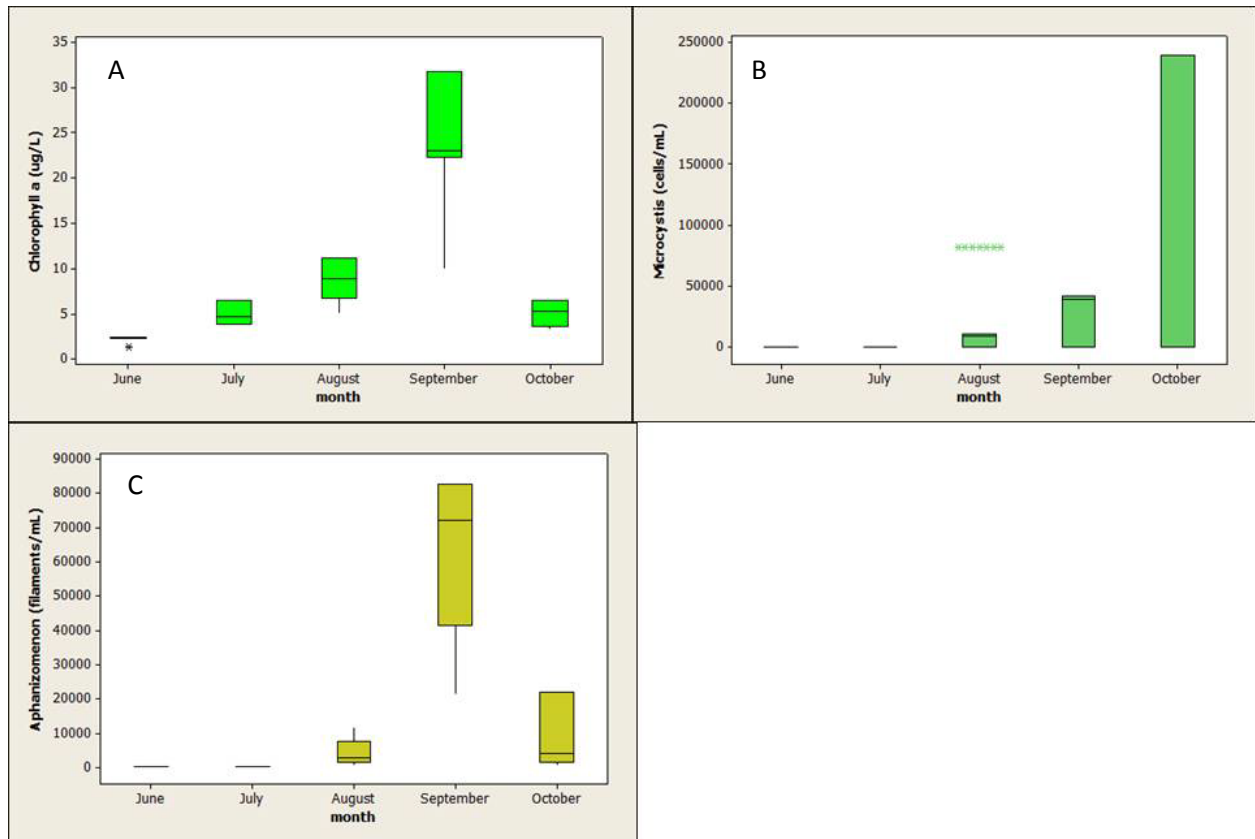 A
Chlorophyll a (ug/L)
35
30
25
20
15
10
5
0
June July August September October
month
B
Microcystis (cells/mL)
250000
200000
150000
100000
50000
0
June July August September October
month
C
Aphanizomenon (filaments/mL)
90000
80000
70000
60000
50000
40000
30000
20000
10000
0
June July August September October
month